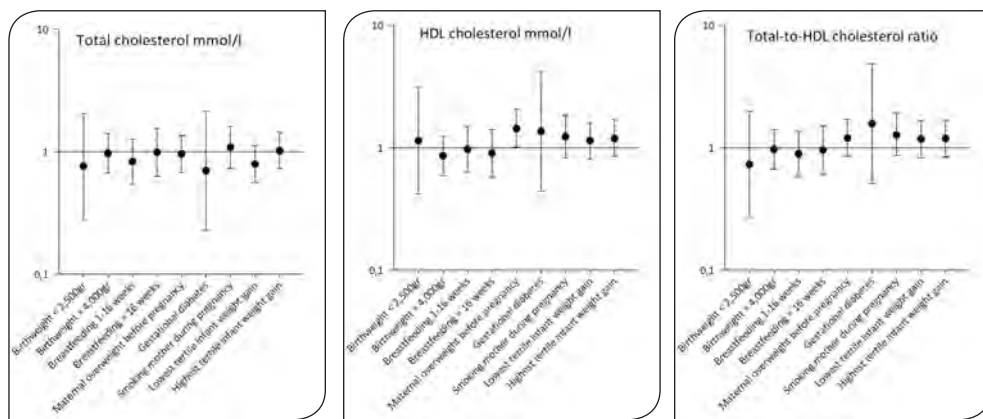 Total cholesterol mmol/l
10
1
0,1
Birthweight <2,500gr
Birthweight = 4,000gr
Breastfeeding 1-16 weeks
Breastfeeding = 16 weeks
Maternal overweight before pregnancy
Gestational diabetes
Smoking mother during pregnancy
Lowest tertile infant weight gain
Highest tertile infant weight gain
HDL cholesterol mmol/l
10
1
0,1
Birthweight <2,500gr
Birthweight = 4,000gr
Breastfeeding 1-16 weeks
Breastfeeding = 16 weeks
Maternal overweight before pregnancy
Gestational diabetes
Smoking mother during pregnancy
Lowest tertile infant weight gain
Highest tertile infant weight gain
Total-to-HDL cholesterol ratio
10
1
0,1
Birthweight <2,500gr
Birthweight = 4,000gr
Breastfeeding 1-16 weeks
Breastfeeding = 16 weeks
Maternal overweight before pregnancy
Gestational diabetes
Smoking mother during pregnancy
Lowest tertile infant weight gain
Highest tertile infant weight gain